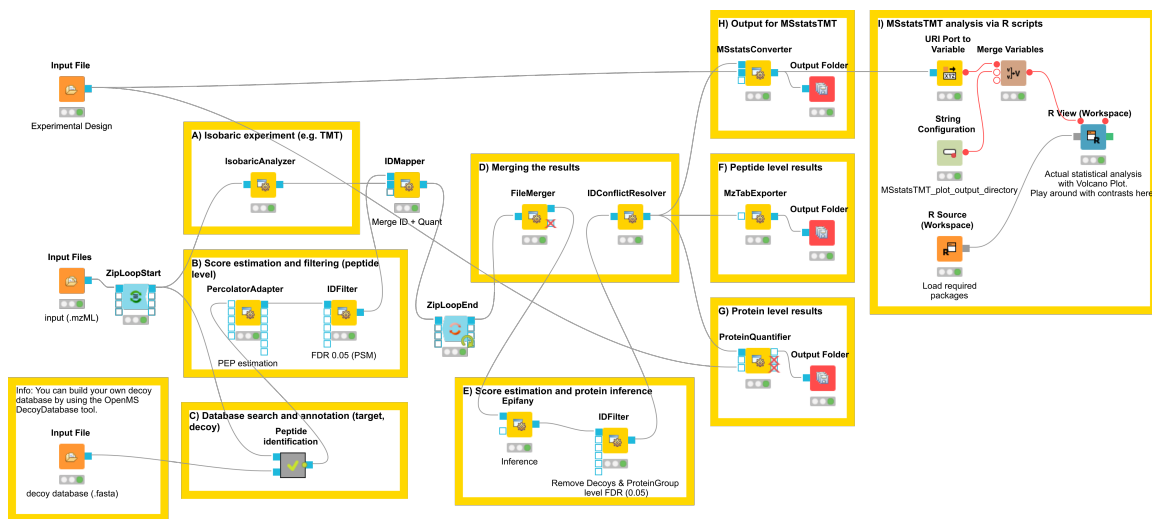 H) Output for MSstatsTMT
I) MSstatsTMT analysis via R scripts
MSstatsConverter
Output Folder
URI Port to
Variable
Merge Variables
Input File
Experimental Design
String
Configuration
MSstatsTMT_plot_output_directory
R View (Workspace)
Actual statistical analysis
with Volcano Plot.
Play around with contrasts here
R Source
(Workspace)
Load required
packages
A) Isobaric experiment (e.g. TMT)
IsobaricAnalyzer
IDMapper
Merge ID + Quant
D) Merging the results
FileMerger
IDConflictResolver
F) Peptide level results
MzTabExporter
Output Folder
Input Files
input (.mzML)
ZipLoopStart
B) Score estimation and filtering (peptide
level)
PercolatorAdapter
PEP estimation
IDFilter
FDR 0.05 (PSM)
ZipLoopEnd
G) Protein level results
ProteinQuantifier
Output Folder
Info: You can build your own decoy
database by using the OpenMS
DecoyDatabase tool.
Input File
decoy database (.fasta)
C) Database search and annotation (target,
decoy)
Peptide
identification
E) Score estimation and protein inference
Epifany
Inference
IDFilter
Remove Decoys & ProteinGroup
level FDR (0.05)